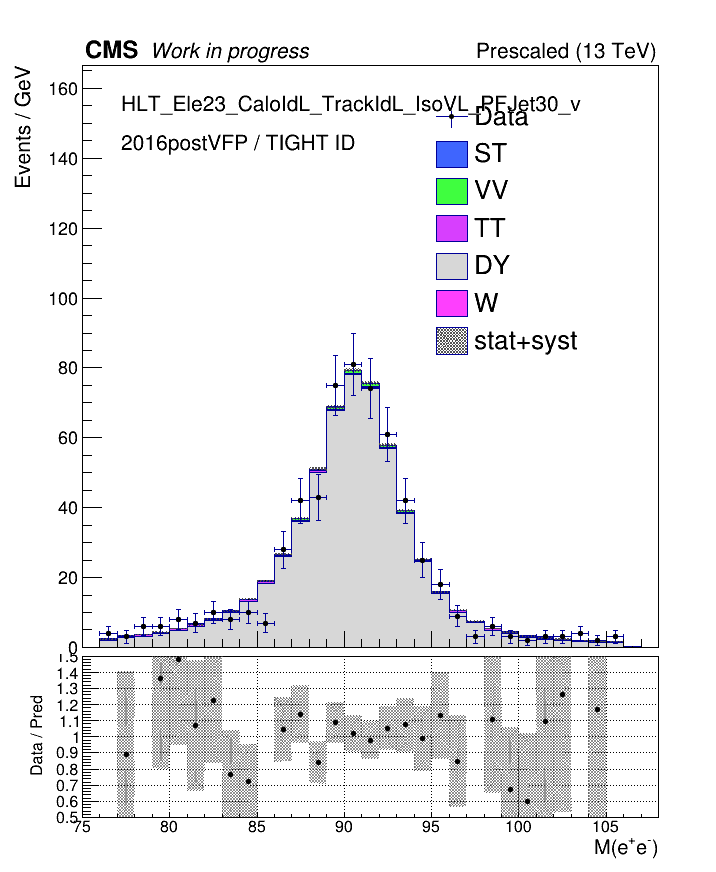 CMS Work in progress Prescaled (13 TeV)
Events / GeV
160
140
120
100
80
60
40
20
0
HLT_Ele23_CaloIdL_TrackIdL_IsoVL_PFJet30_v
2016postVFP / TIGHT ID
Data
ST
VV
TT
DY
W
stat+syst
Data / Pred
1.5
1.4
1.3
1.2
1.1
1
0.9
0.8
0.7
0.6
0.5
75 80 85 90 95 100 105
M(e⁺e⁻)